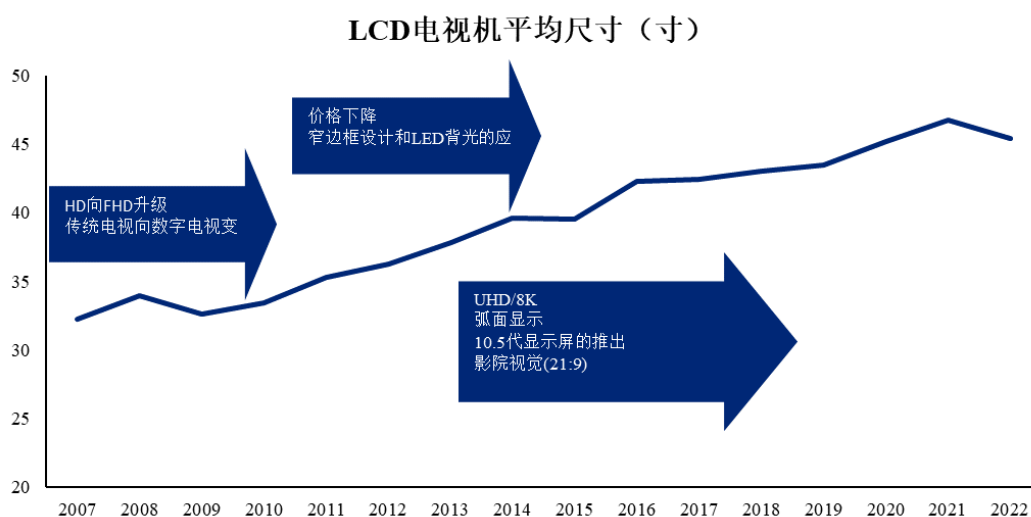 LCD电视机平均尺寸（寸）
50
45
40
35
30
25
20
价格下降
窄边框设计和LED背光的应
HD向FHD升级
传统电视向数字电视变
UHD/8K
弧面显示
10.5代显示屏的推出
影院视觉(21:9)
2007 2008 2009 2010 2011 2012 2013 2014 2015 2016 2017 2018 2019 2020 2021 2022